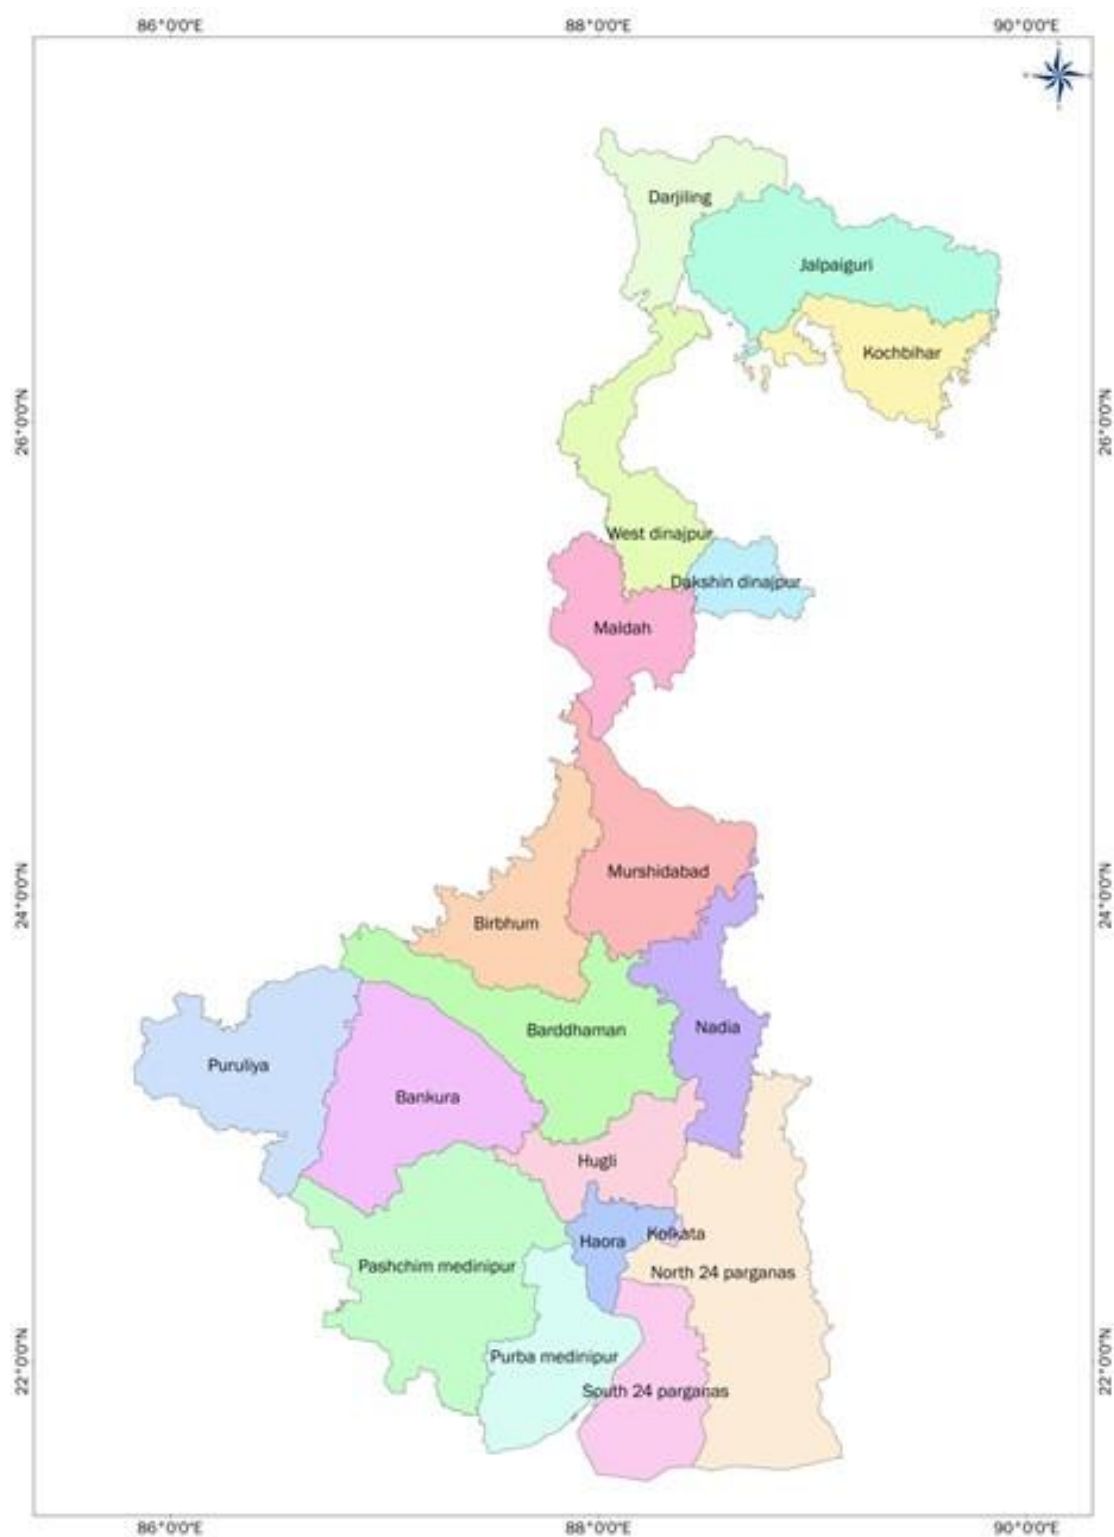 86°0'0"E
88°0'0"E
90°0'0"E
Darjiling
Jalpaiguri
Kochbihar
26°0'0"N
26°0'0"N
West dinajpur
Dakshin dinajpur
Maldah
Murshidabad
24°0'0"N
24°0'0"N
Birbhum
Nadia
Barddhaman
Puruliya
Bankura
Hugli
Kolkata
Haora
Pashchim medinipur
North 24 parganas
22°0'0"N
22°0'0"N
Purba medinipur
South 24 parganas
86°0'0"E
88°0'0"E
90°0'0"E